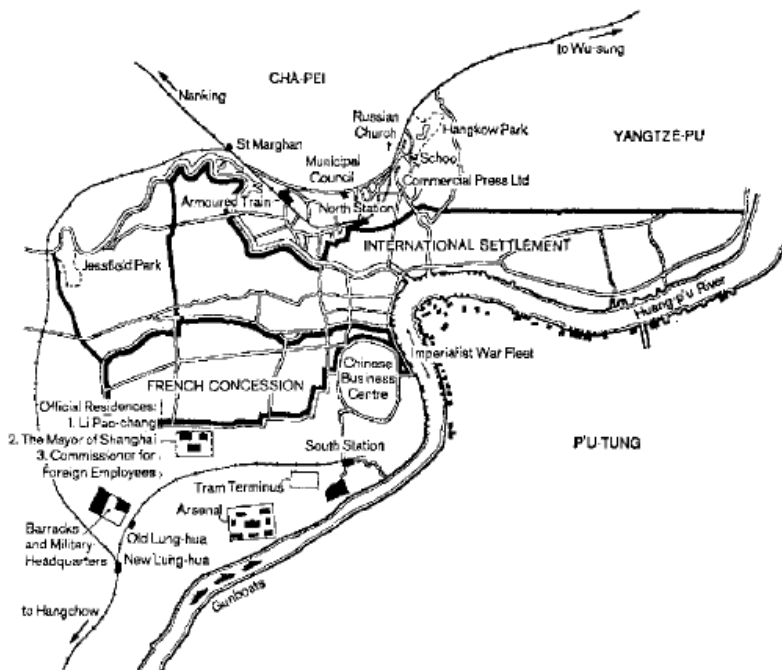 to Wu-sung
CHA-PEI
Nanking
Russian
Church
Hangkow Park
YANGTZE-PU
St Marghan
Municipal
Council
Schoo
Commercial Press Ltd
Armoured Train
North Station
INTERNATIONAL SETTLEMENT
Jessfield Park
Huang-p'u River
Imperialist War Fleet
Chinese
Business
Centre
FRENCH CONCESSION
Official Residences:
1. Li Pao-chang
2. The Mayor of Shanghai
3. Commissioner for
Foreign Employees
South Station
P'U-TUNG
Tram Terminus
Arsenal
Barracks
and Military
Headquarters
Old Lung-hua
New Lung-hua
Gunboats
to Hangchow